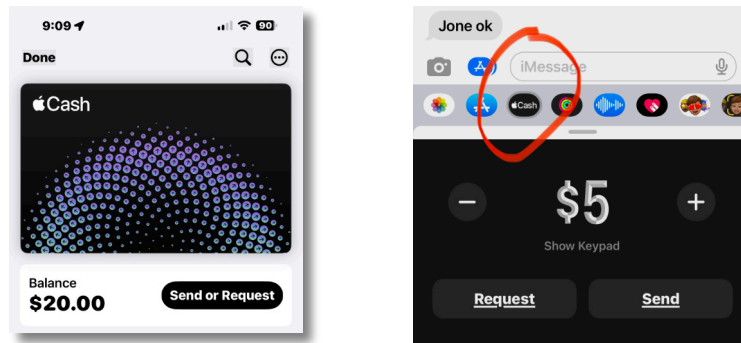 9:09
90
Done
Cash
Balance
$20.00
Send or Request
Jone ok
iMessage
Cash
$5
Show Keypad
Request
Send